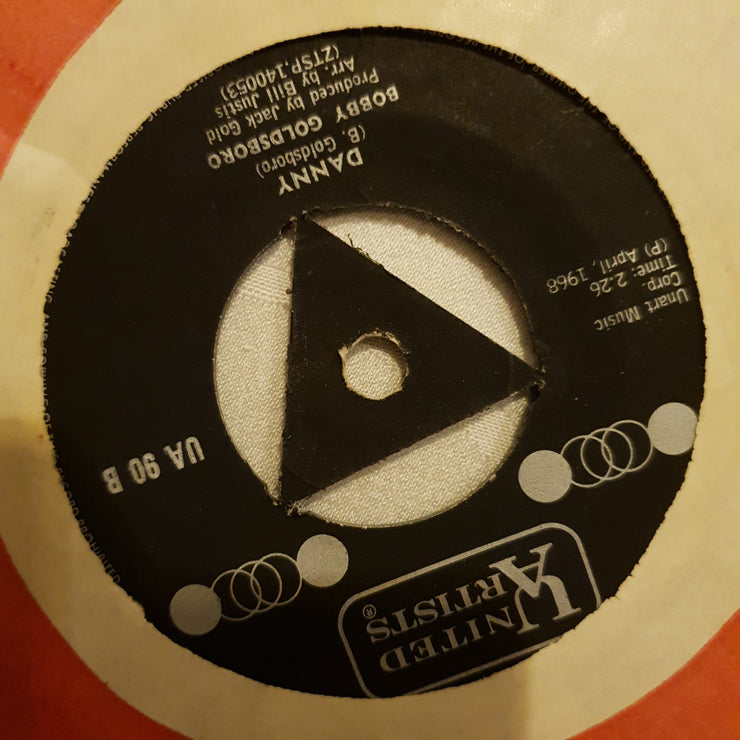 UNITED
ARTISTS®
UA 90 B
Unart Music
Corp.
Time: 2.26
(P) April, 1968
DANNY
(B. Goldsboro)
BOBBY GOLDSBORO
Produced by Jack Gold
Arr. by Bill Justis
(ZTSP.140053)